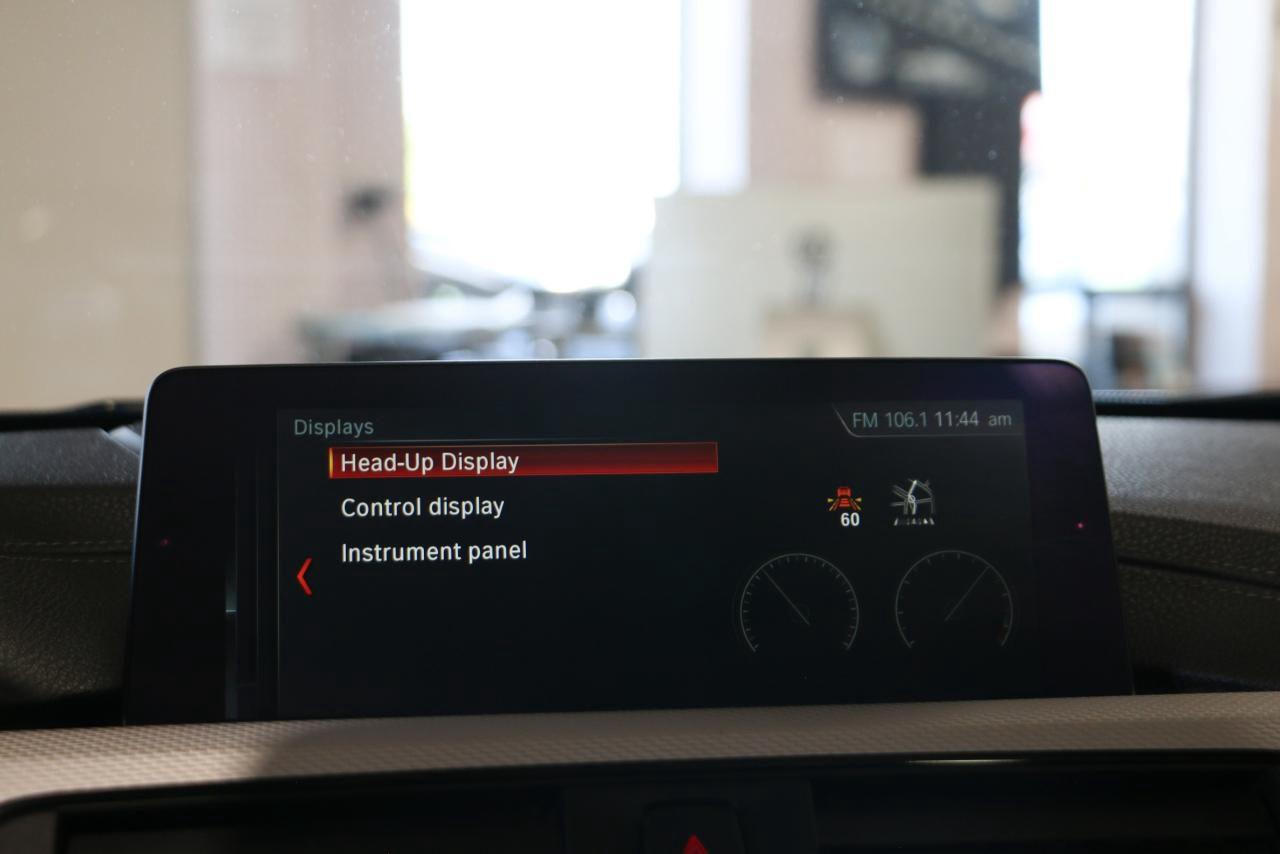 Displays
FM 106.1 11:44 am
Head-Up Display
Control display
60
Instrument panel